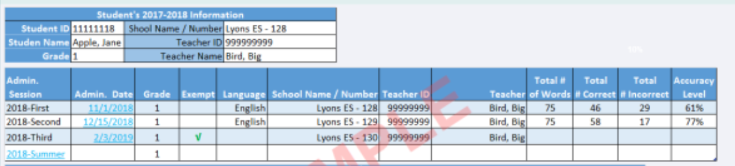 Student's 2017-2018 Information
Student ID 11111118 Shool Name / Number Lyons ES - 128
Studen Name Apple, Jane Teacher ID 999999999
Grade 1 Teacher Name Bird, Big
Admin. Session Admin. Date Grade Exempt Language School Name / Number Teacher ID Teacher Total # of Words Total # Correct Total # Incorrect Accuracy Level
2018-First 11/1/2018 1 English Lyons ES - 128 99999999 Bird, Big 75 46 29 61%
2018-Second 12/15/2018 1 English Lyons ES - 129 99999999 Bird, Big 75 58 17 77%
2018-Third 2/3/2019 1 √ Lyons ES - 130 99999999 Bird, Big
2018-Summer 1